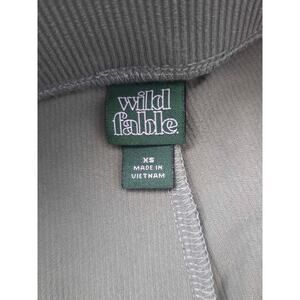 wild
fable.
XS
MADE IN
VIETNAM